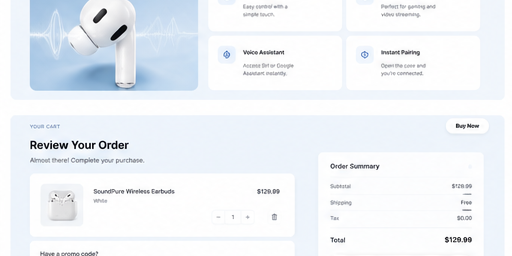 Easy control with a
simple touch.
Perfect for gaming and
video streaming.
Voice Assistant
Access Siri or Google
Assistant instantly.
Instant Pairing
Open the case and
you're connected.
YOUR CART
Buy Now
Review Your Order
Almost there! Complete your purchase.
SoundPure Wireless Earbuds
$129.99
White
− 1 +
Order Summary
Subtotal
$129.99
Shipping
Free
Tax
$0.00
Total
$129.99
Have a promo code?